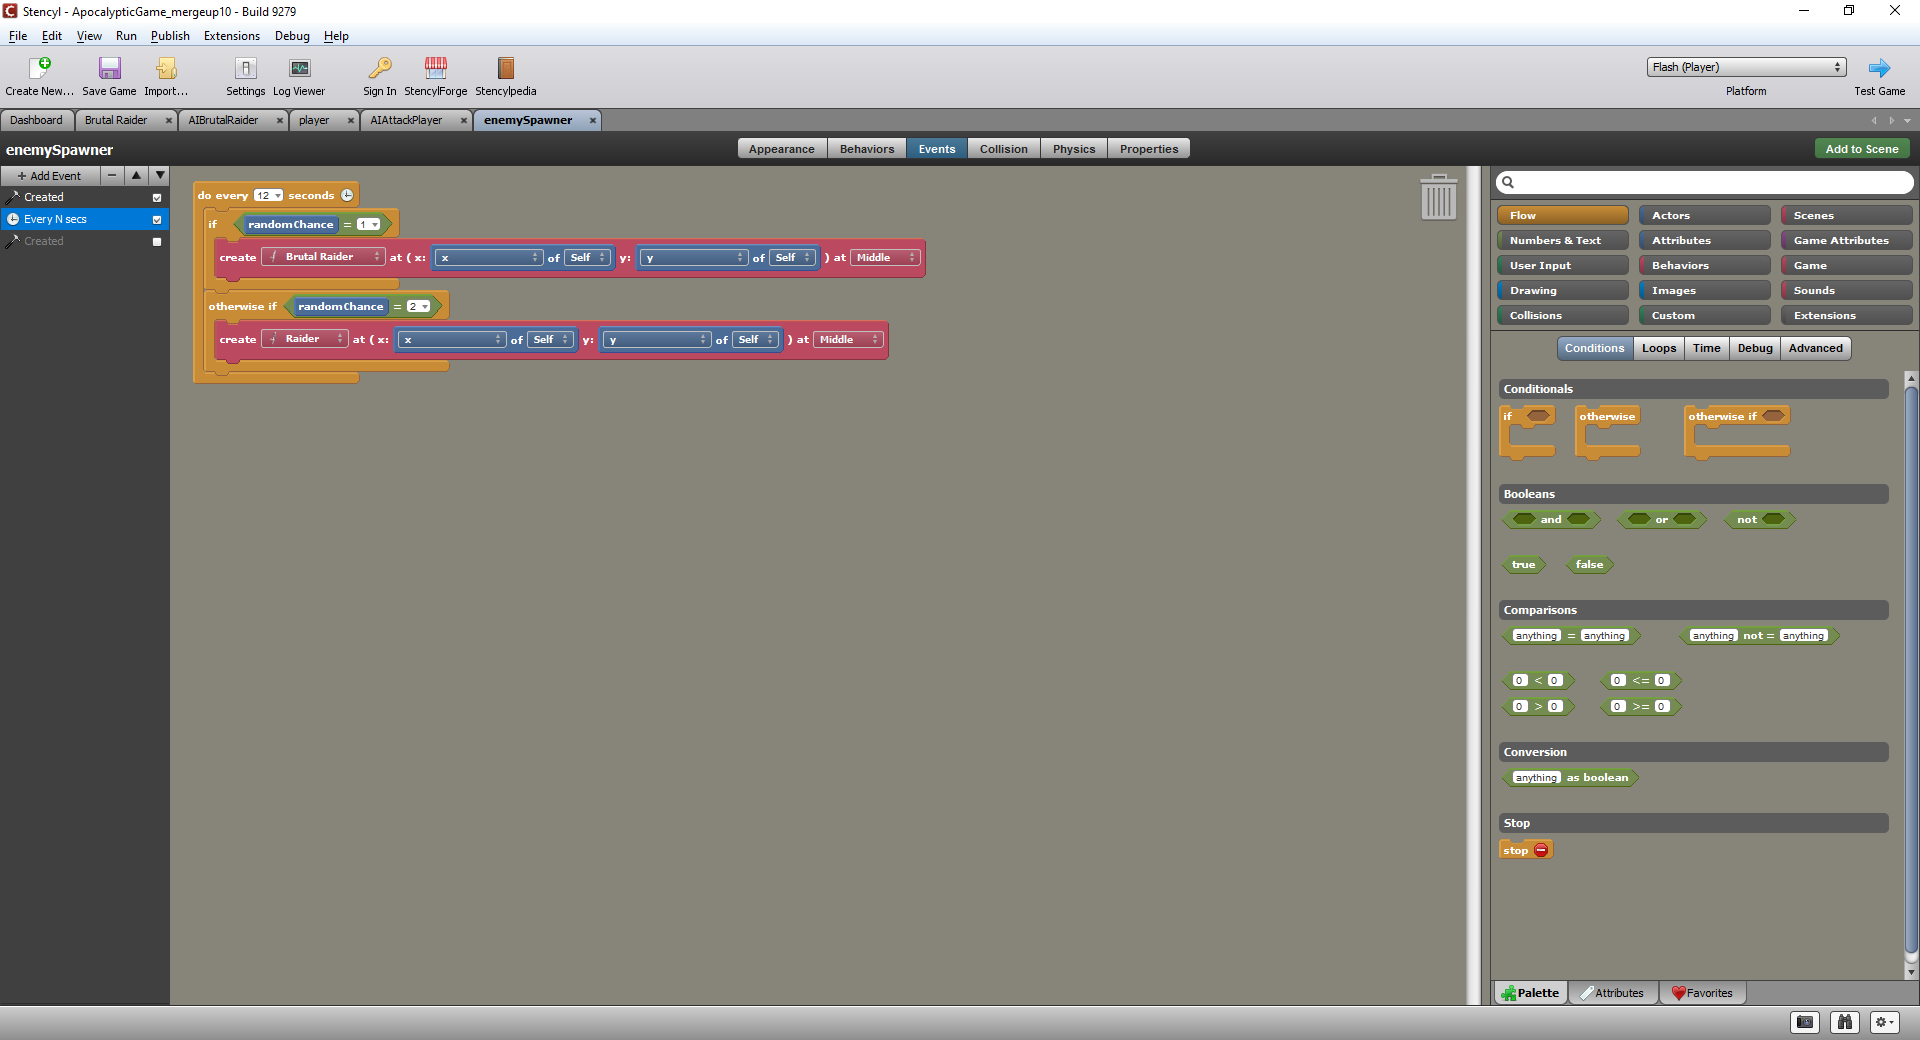 Stencyl - ApocalypticGame_mergeup10 - Build 9279
File Edit View Run Publish Extensions Debug Help
Create New... Save Game Import... Settings Log Viewer Sign In StencylForge Stencylpedia
Flash (Player)
Platform
Test Game
Dashboard Brutal Raider AIBrutalRaider player AIAttackPlayer enemySpawner
enemySpawner
Appearance Behaviors Events Collision Physics Properties
Add to Scene
+ Add Event
Created
Every N secs
Created
do every 12 seconds
if randomChance = 1
create Brutal Raider at ( x: x of Self y: y of Self ) at Middle
otherwise if randomChance = 2
create Raider at ( x: x of Self y: y of Self ) at Middle
Flow Actors Scenes
Numbers & Text Attributes Game Attributes
User Input Behaviors Game
Drawing Images Sounds
Collisions Custom Extensions
Conditions Loops Time Debug Advanced
Conditionals
if otherwise otherwise if
Booleans
and or not
true false
Comparisons
anything = anything anything not = anything
0 < 0 0 <= 0
0 > 0 0 >= 0
Conversion
anything as boolean
Stop
stop
Palette Attributes Favorites